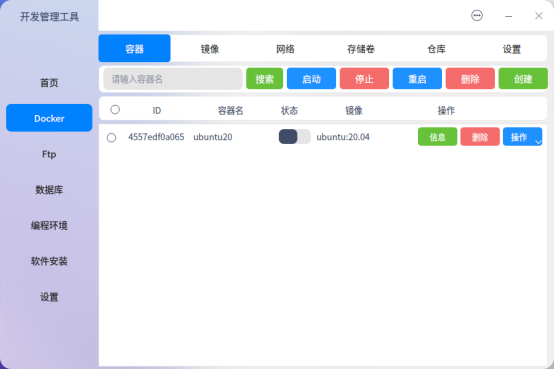 开发管理工具
容器 镜像 网络 存储卷 仓库 设置
首页
请输入容器名 搜索 启动 停止 重启 删除 创建
ID 容器名 状态 镜像 操作
Docker
4557edf0a065 ubuntu20 ubuntu:20.04 信息 删除 操作
Ftp
数据库
编程环境
软件安装
设置